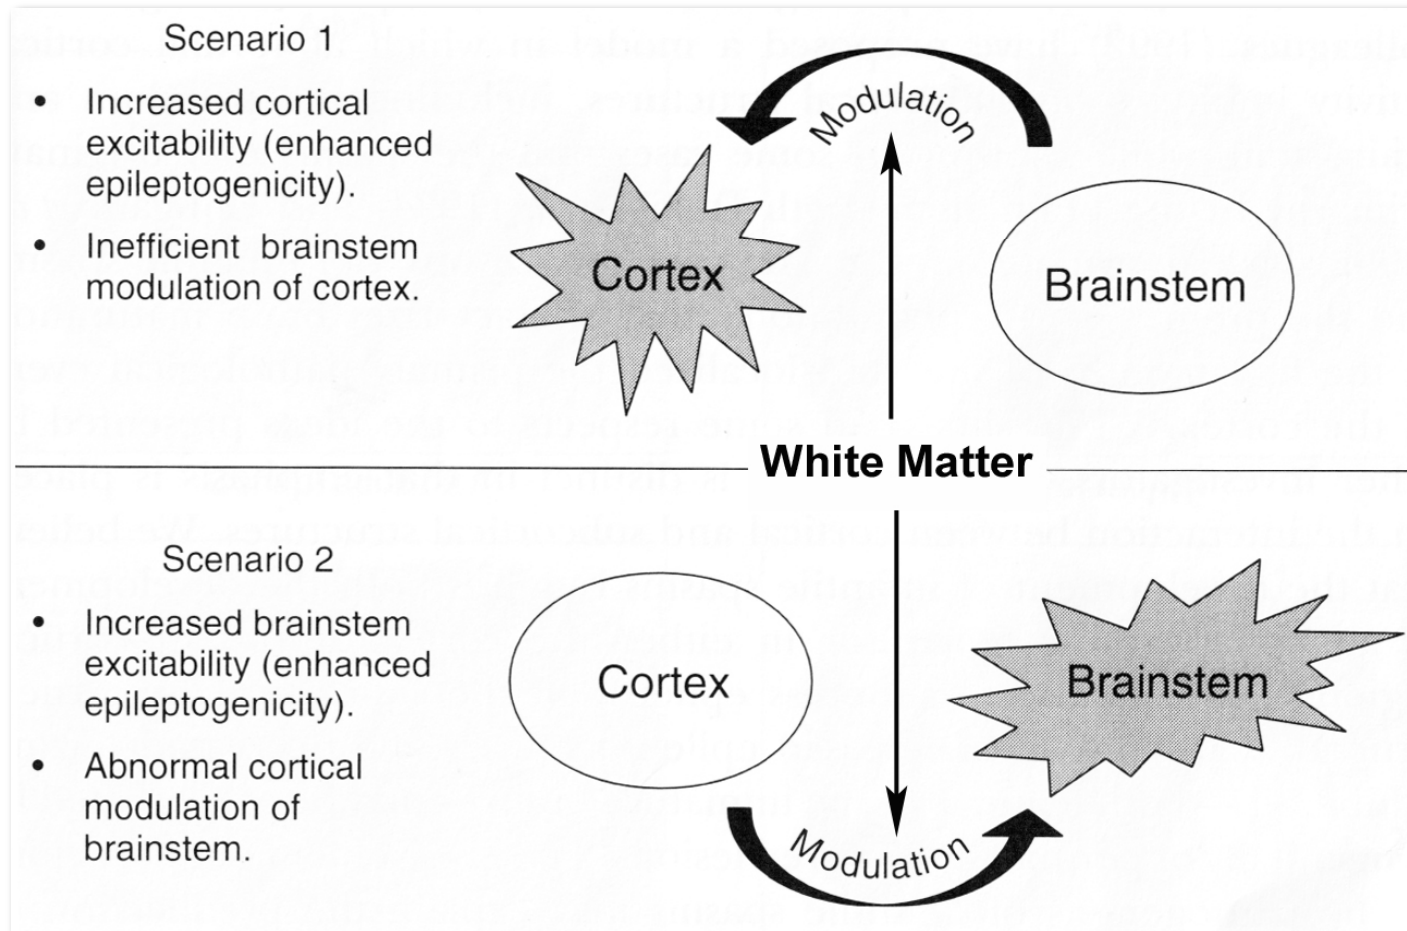 Scenario 1
• Increased cortical
excitability (enhanced
epileptogenicity).
• Inefficient brainstem
modulation of cortex.
Modulation
Cortex
Brainstem
White Matter
Scenario 2
• Increased brainstem
excitability (enhanced
epileptogenicity).
• Abnormal cortical
modulation of
brainstem.
Cortex
Brainstem
Modulation